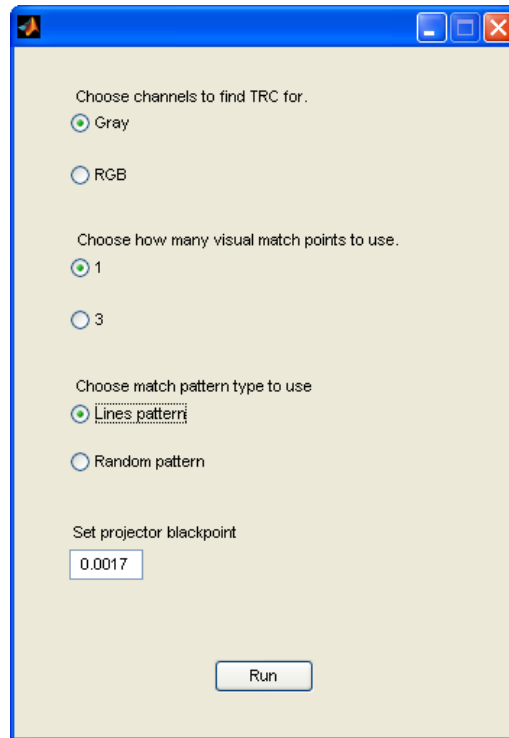 Choose channels to find TRC for.
Gray
RGB
Choose how many visual match points to use.
1
3
Choose match pattern type to use
Lines pattern
Random pattern
Set projector blackpoint
0.0017
Run